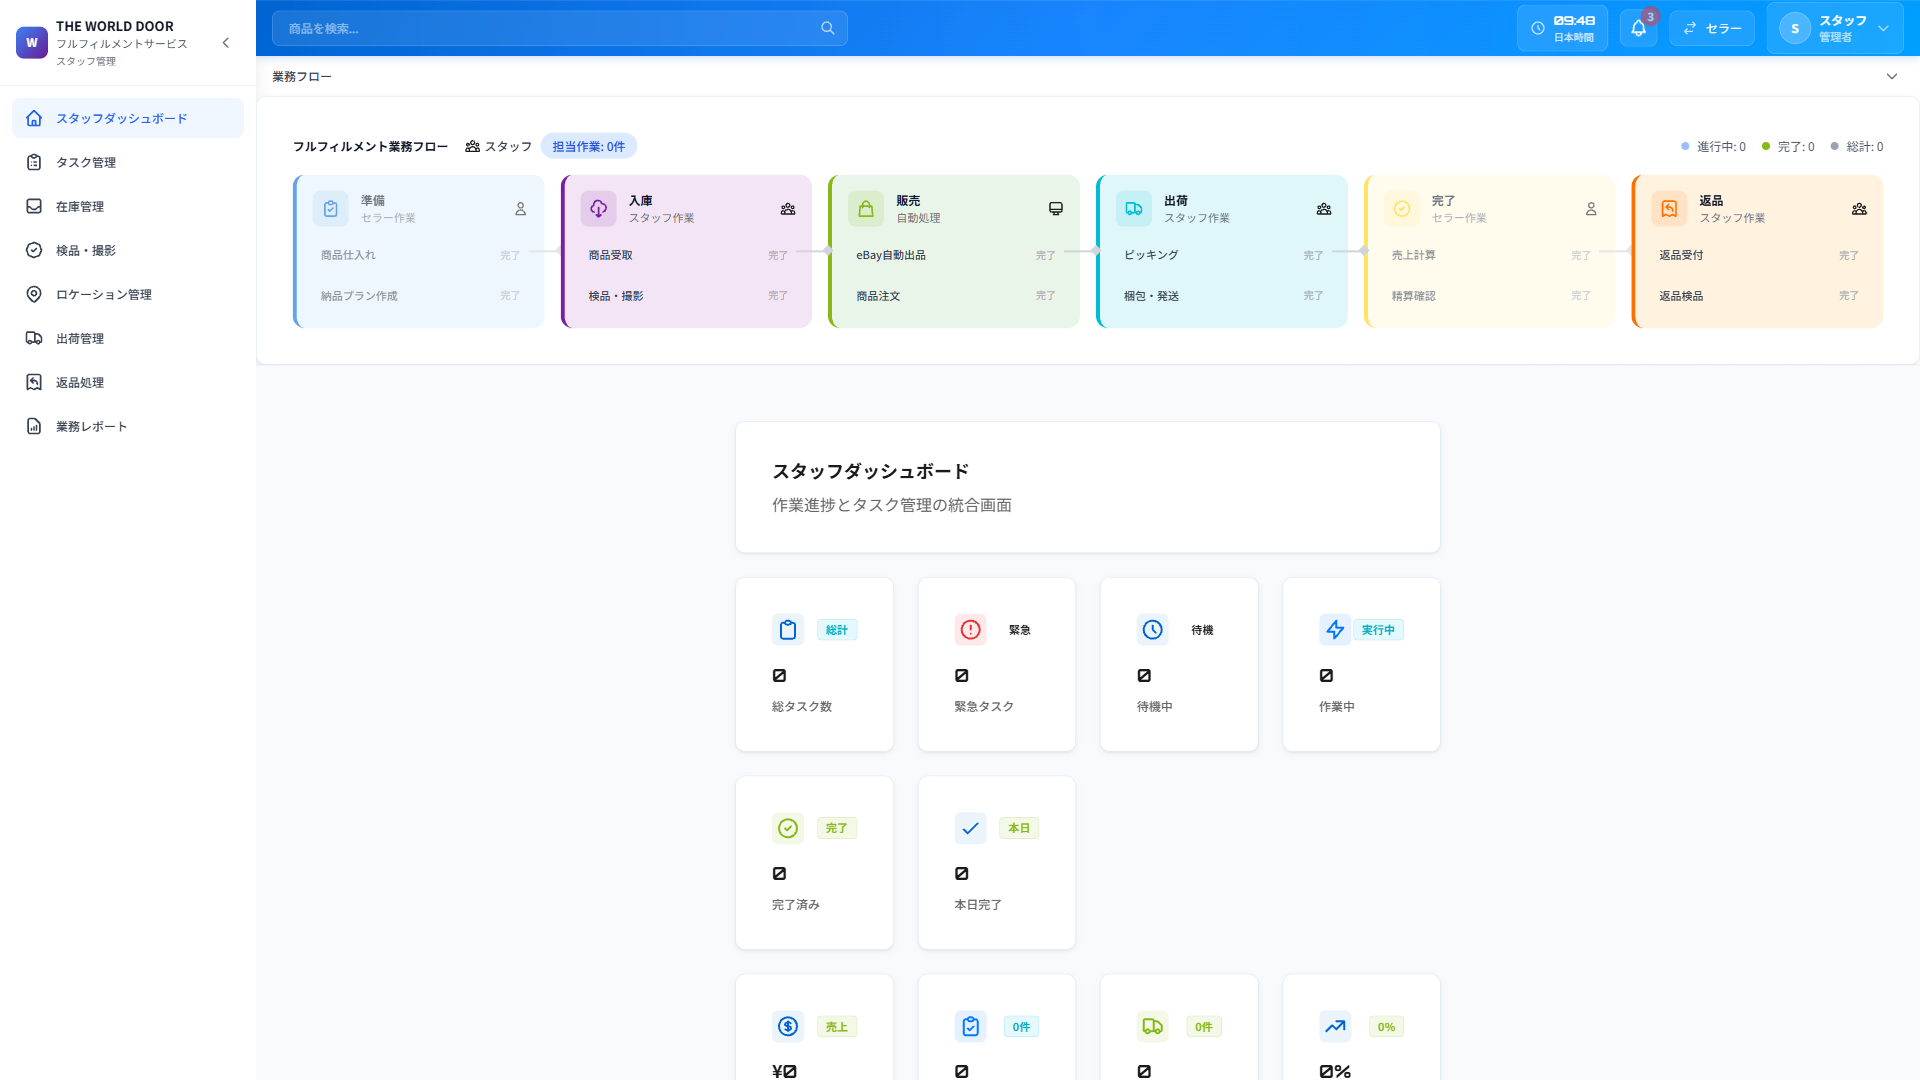 W
THE WORLD DOOR
フルフィルメントサービス
スタッフ管理
スタッフダッシュボード
タスク管理
在庫管理
検品・撮影
ロケーション管理
出荷管理
返品処理
業務レポート
商品を検索...
09:48
日本時間
3
セラー
S
スタッフ
管理者
業務フロー
フルフィルメント業務フロー
スタッフ
担当作業: 0件
進行中: 0
完了: 0
総計: 0
準備
セラー作業
商品仕入れ
完了
納品プラン作成
完了
入庫
スタッフ作業
商品受取
完了
検品・撮影
完了
販売
自動処理
eBay自動出品
完了
商品注文
完了
出荷
スタッフ作業
ピッキング
完了
梱包・発送
完了
完了
セラー作業
売上計算
完了
精算確認
完了
返品
スタッフ作業
返品受付
完了
返品検品
完了
スタッフダッシュボード
作業進捗とタスク管理の統合画面
総計
0
総タスク数
緊急
0
緊急タスク
待機
0
待機中
実行中
0
作業中
完了
0
完了済み
本日
0
本日完了
売上
¥0
0件
0
0件
0
0%
0%